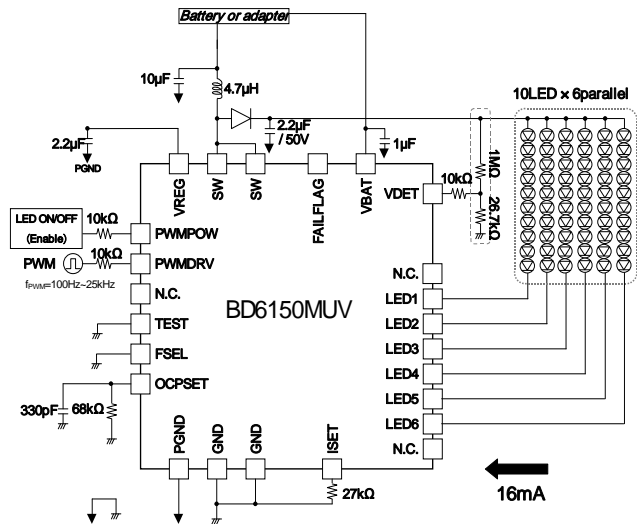 Battery or adapter
10µF
4.7µH
10LED × 6parallel
2.2µF
/ 50V
2.2µF
1µF
PGND
1MΩ
10kΩ
26.7kΩ
VREG
SW
SW
FAILFLAG
VBAT
VDET
LED ON/OFF
(Enable)
10kΩ
PWMPOW
PWM
10kΩ
PWMDRV
fPWM=100Hz~25kHz
N.C.
N.C.
BD6150MUV
LED1
TEST
LED2
FSEL
LED3
OCPSET
LED4
330pF
68kΩ
LED5
LED6
PGND
GND
GND
ISET
N.C.
27kΩ
16mA